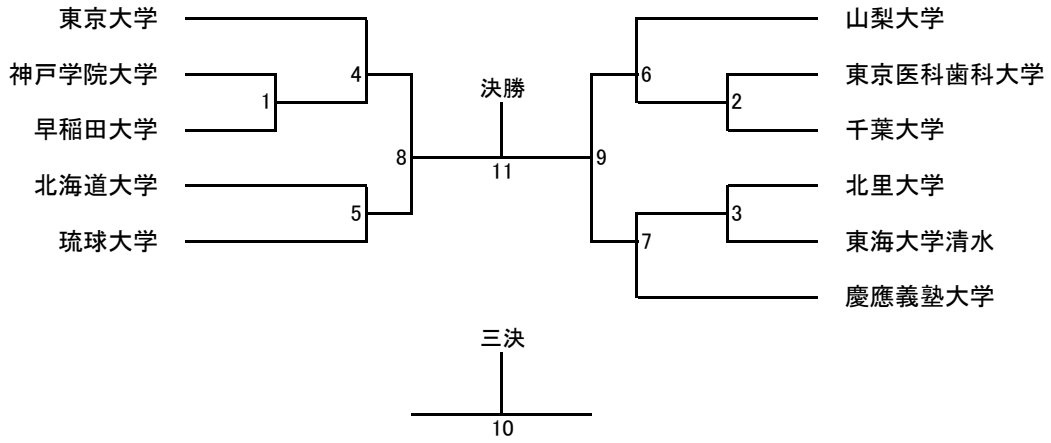 東京大学
神戸学院大学
早稲田大学
北海道大学
琉球大学
1
4
5
8
決勝
11
9
6
2
3
7
山梨大学
東京医科歯科大学
千葉大学
北里大学
東海大学清水
慶應義塾大学
三決
10